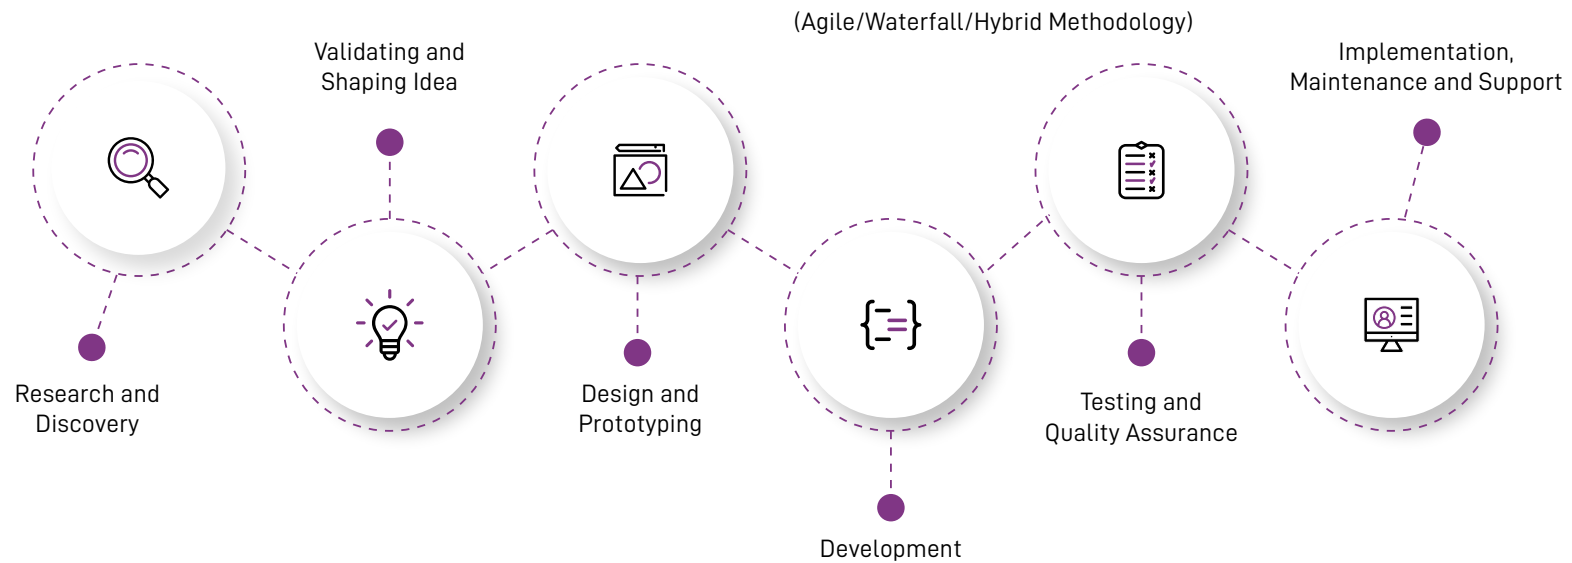 (Agile/Waterfall/Hybrid Methodology)
Validating and
Shaping Idea
Implementation,
Maintenance and Support
Research and
Discovery
Design and
Prototyping
Testing and
Quality Assurance
Development